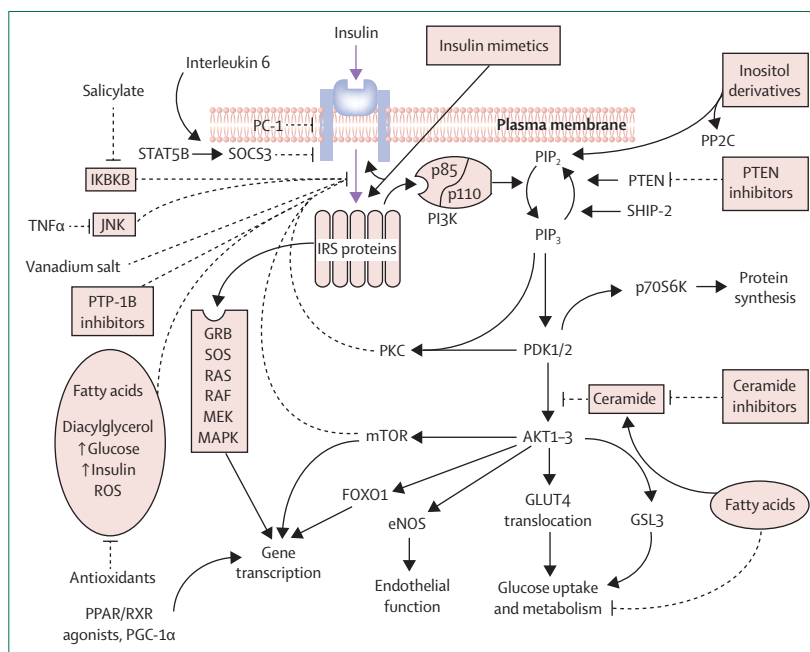 Insulin
Insulin mimetics
Interleukin 6
Inositol
derivatives
Salicylate
PC-1
Plasma membrane
PP2C
STAT5B
SOCS3
PIP2
p85
p110
PI3K
PTEN
PTEN
inhibitors
IKBKB
SHIP-2
TNFα
JNK
IRS proteins
PIP3
Vanadium salt
p70S6K
Protein
synthesis
PTP-1B
inhibitors
GRB
SOS
RAS
RAF
MEK
MAPK
PKC
PDK1/2
Fatty acids
Diacylglycerol
↑Glucose
↑Insulin
ROS
Ceramide
Ceramide
inhibitors
mTOR
AKT1–3
FOXO1
eNOS
GLUT4
translocation
GSL3
Fatty acids
Gene
transcription
Antioxidants
Endothelial
function
Glucose uptake
and metabolism
PPAR/RXR
agonists, PGC-1α